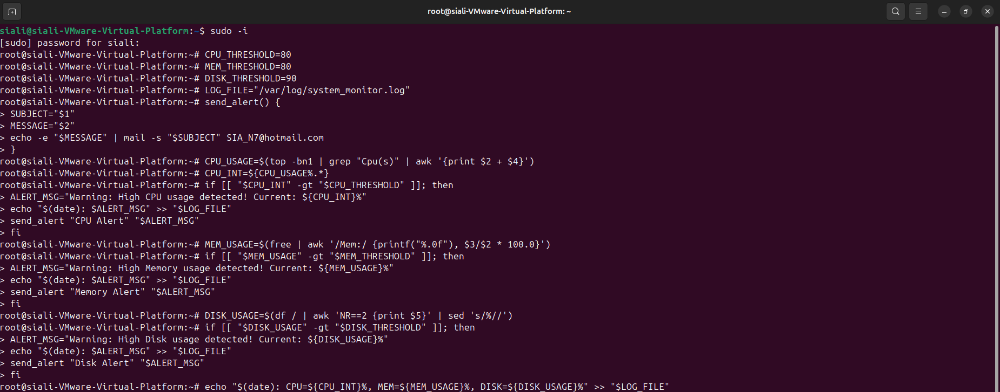 root@siali-VMware-Virtual-Platform: ~
siali@siali-VMware-Virtual-Platform:~$ sudo -i
[sudo] password for siali:
root@siali-VMware-Virtual-Platform:~# CPU_THRESHOLD=80
root@siali-VMware-Virtual-Platform:~# MEM_THRESHOLD=80
root@siali-VMware-Virtual-Platform:~# DISK_THRESHOLD=90
root@siali-VMware-Virtual-Platform:~# LOG_FILE="/var/log/system_monitor.log"
root@siali-VMware-Virtual-Platform:~# send_alert() {
> SUBJECT="$1"
> MESSAGE="$2"
> echo -e "$MESSAGE" | mail -s "$SUBJECT" SIA_N7@hotmail.com
> }
root@siali-VMware-Virtual-Platform:~# CPU_USAGE=$(top -bn1 | grep "Cpu(s)" | awk '{print $2 + $4}')
root@siali-VMware-Virtual-Platform:~# CPU_INT=${CPU_USAGE%.*}
root@siali-VMware-Virtual-Platform:~# if [[ "$CPU_INT" -gt "$CPU_THRESHOLD" ]]; then
> ALERT_MSG="Warning: High CPU usage detected! Current: ${CPU_INT}%"
> echo "$(date): $ALERT_MSG" >> "$LOG_FILE"
> send_alert "CPU Alert" "$ALERT_MSG"
> fi
root@siali-VMware-Virtual-Platform:~# MEM_USAGE=$(free | awk '/Mem:/ {printf("%.0f"), $3/$2 * 100.0}')
root@siali-VMware-Virtual-Platform:~# if [[ "$MEM_USAGE" -gt "$MEM_THRESHOLD" ]]; then
> ALERT_MSG="Warning: High Memory usage detected! Current: ${MEM_USAGE}%"
> echo "$(date): $ALERT_MSG" >> "$LOG_FILE"
> send_alert "Memory Alert" "$ALERT_MSG"
> fi
root@siali-VMware-Virtual-Platform:~# DISK_USAGE=$(df / | awk 'NR==2 {print $5}' | sed 's/%//')
root@siali-VMware-Virtual-Platform:~# if [[ "$DISK_USAGE" -gt "$DISK_THRESHOLD" ]]; then
> ALERT_MSG="Warning: High Disk usage detected! Current: ${DISK_USAGE}%"
> echo "$(date): $ALERT_MSG" >> "$LOG_FILE"
> send_alert "Disk Alert" "$ALERT_MSG"
> fi
root@siali-VMware-Virtual-Platform:~# echo "$(date): CPU=${CPU_INT}%, MEM=${MEM_USAGE}%, DISK=${DISK_USAGE}%" >> "$LOG_FILE"